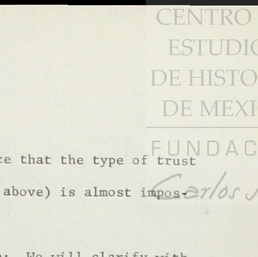 CENTRO
ESTUDIO
DE HISTO
DE MEXI
FUNDAC
ce that the type of trust
Carlos
above) is almost impos-
We will clarify with